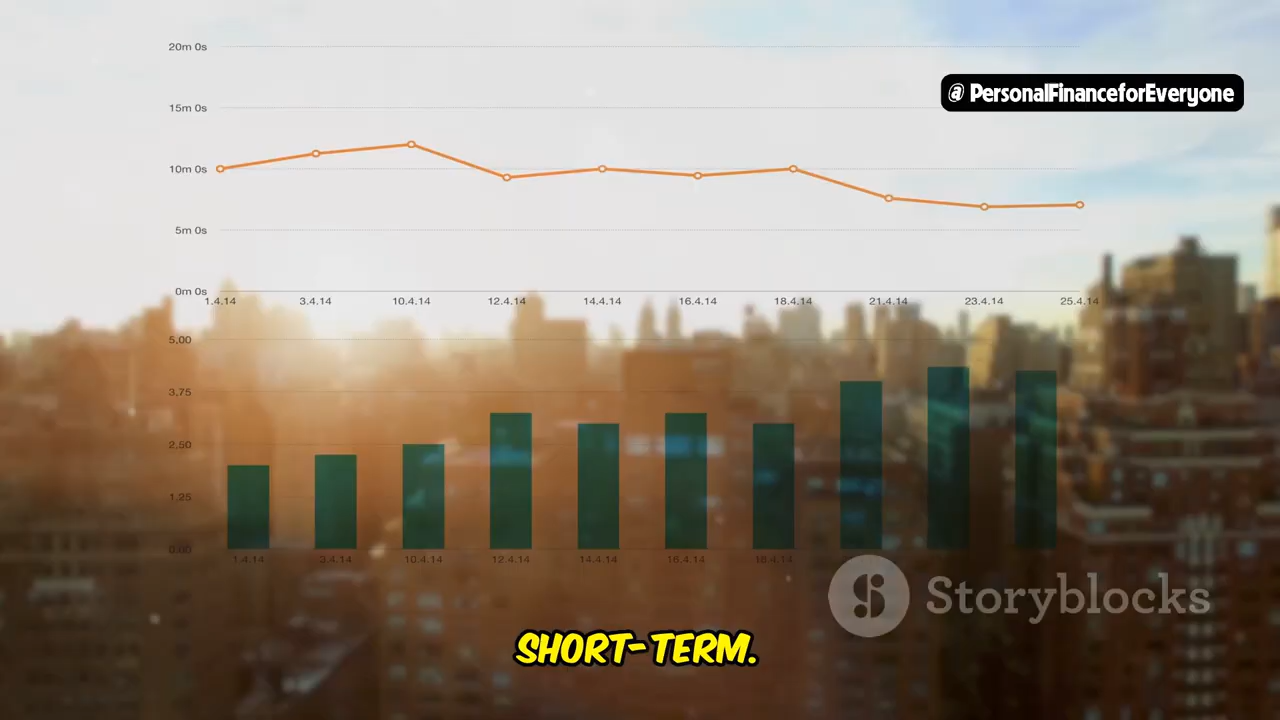 20m 0s
@ PersonalFinanceforEveryone
15m 0s
10m 0s
5m 0s
0m 0s
1.4.14 3.4.14 10.4.14 12.4.14 14.4.14 16.4.14 18.4.14 21.4.14 23.4.14 25.4.14
5,00
3,75
2,50
1,25
0,00
1.4.14 3.4.14 10.4.14 12.4.14 14.4.14 16.4.14 18.4.14
Storyblocks
SHORT-TERM.